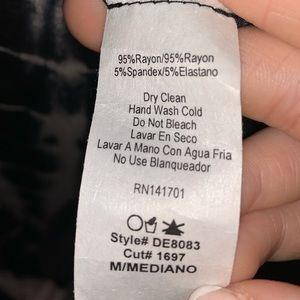 95%Rayon/95%Rayon
5%Spandex/5%Elastano
Dry Clean
Hand Wash Cold
Do Not Bleach
Lavar En Seco
Lavar A Mano Con Agua Fria
No Use Blanqueador
RN141701
Style# DE8083
Cut# 1697
M/MEDIANO